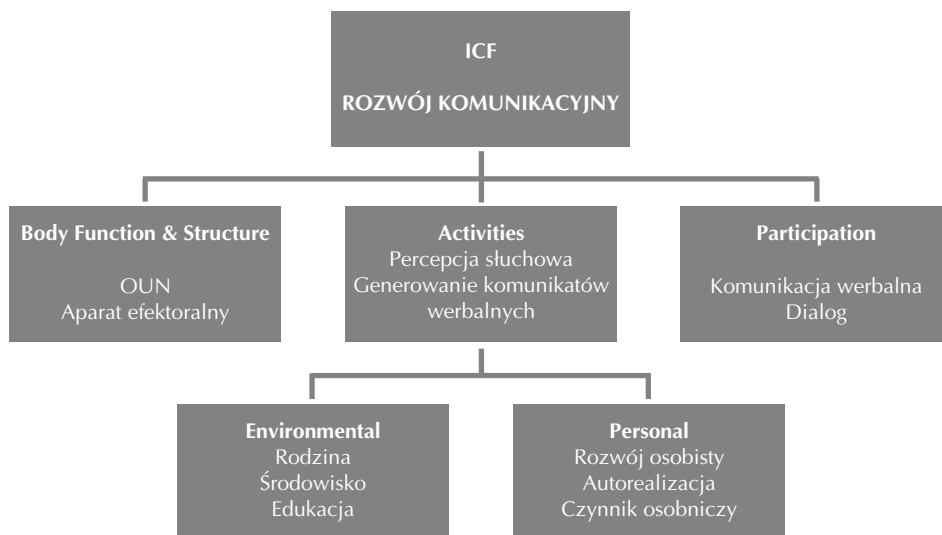 ICF
ROZWÓJ KOMUNIKACYJNY
Body Function & Structure
OUN
Aparat efektoralny
Activities
Percepcja słuchowa
Generowanie komunikatów
werbalnych
Participation
Komunikacja werbalna
Dialog
Environmental
Rodzina
Środowisko
Edukacja
Personal
Rozwój osobisty
Autorealizacja
Czynnik osobniczy